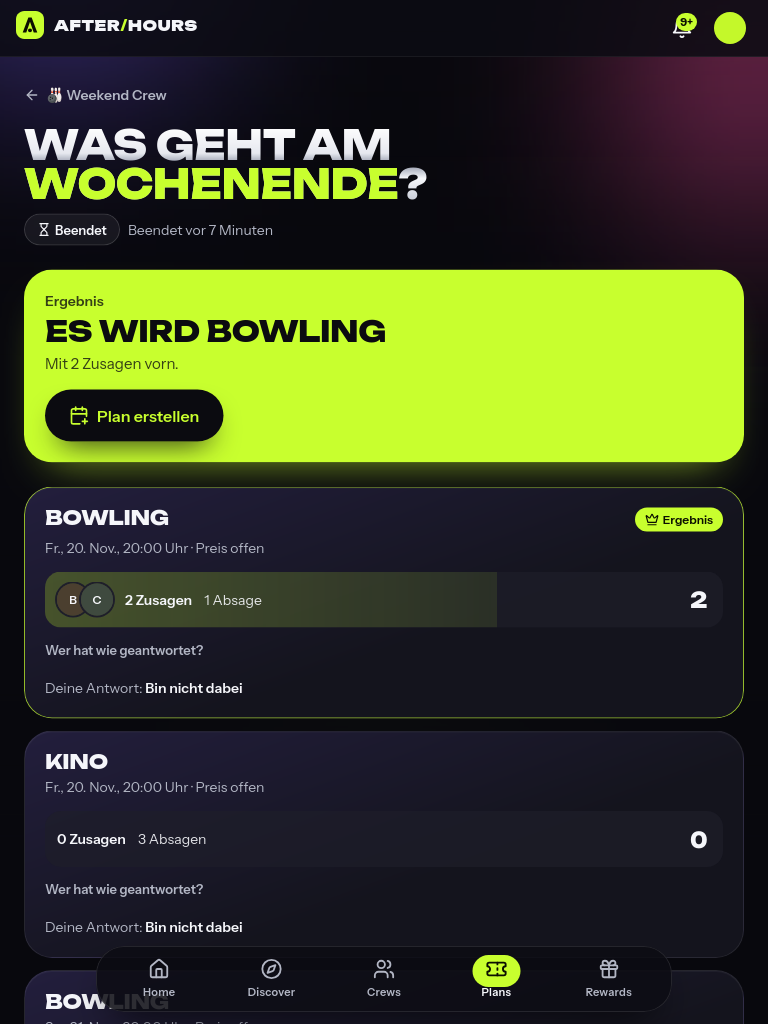 AFTER/HOURS
9+
Weekend Crew
WAS GEHT AM
WOCHENENDE?
Beendet
Beendet vor 7 Minuten
Ergebnis
ES WIRD BOWLING
Mit 2 Zusagen vorn.
Plan erstellen
BOWLING
Ergebnis
Fr., 20. Nov., 20:00 Uhr · Preis offen
B C 2 Zusagen 1 Absage 2
Wer hat wie geantwortet?
Deine Antwort: Bin nicht dabei
KINO
Fr., 20. Nov., 20:00 Uhr · Preis offen
0 Zusagen 3 Absagen 0
Wer hat wie geantwortet?
Deine Antwort: Bin nicht dabei
BOWLING
Home Discover Crews Plans Rewards